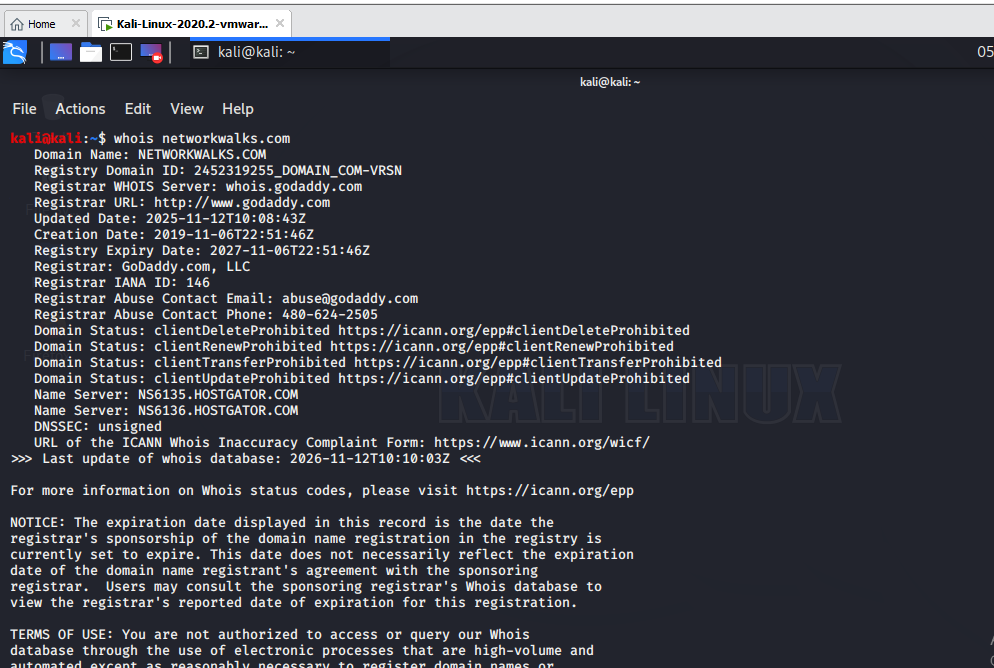 Home
Kali-Linux-2020.2-vmwar...
kali@kali: ~
05
kali@kali: ~
File Actions Edit View Help
kali@kali:~$ whois networkwalks.com
Domain Name: NETWORKWALKS.COM
Registry Domain ID: 2452319255_DOMAIN_COM-VRSN
Registrar WHOIS Server: whois.godaddy.com
Registrar URL: http://www.godaddy.com
Updated Date: 2025-11-12T10:08:43Z
Creation Date: 2019-11-06T22:51:46Z
Registry Expiry Date: 2027-11-06T22:51:46Z
Registrar: GoDaddy.com, LLC
Registrar IANA ID: 146
Registrar Abuse Contact Email: abuse@godaddy.com
Registrar Abuse Contact Phone: 480-624-2505
Domain Status: clientDeleteProhibited https://icann.org/epp#clientDeleteProhibited
Domain Status: clientRenewProhibited https://icann.org/epp#clientRenewProhibited
Domain Status: clientTransferProhibited https://icann.org/epp#clientTransferProhibited
Domain Status: clientUpdateProhibited https://icann.org/epp#clientUpdateProhibited
Name Server: NS6135.HOSTGATOR.COM
Name Server: NS6136.HOSTGATOR.COM
KALI LINUX
DNSSEC: unsigned
URL of the ICANN Whois Inaccuracy Complaint Form: https://www.icann.org/wicf/
>>> Last update of whois database: 2026-11-12T10:10:03Z <<<
For more information on Whois status codes, please visit https://icann.org/epp
NOTICE: The expiration date displayed in this record is the date the
registrar's sponsorship of the domain name registration in the registry is
currently set to expire. This date does not necessarily reflect the expiration
date of the domain name registrant's agreement with the sponsoring
registrar.  Users may consult the sponsoring registrar's Whois database to
view the registrar's reported date of expiration for this registration.
TERMS OF USE: You are not authorized to access or query our Whois
database through the use of electronic processes that are high-volume and
automated except as reasonably necessary to register domain names or